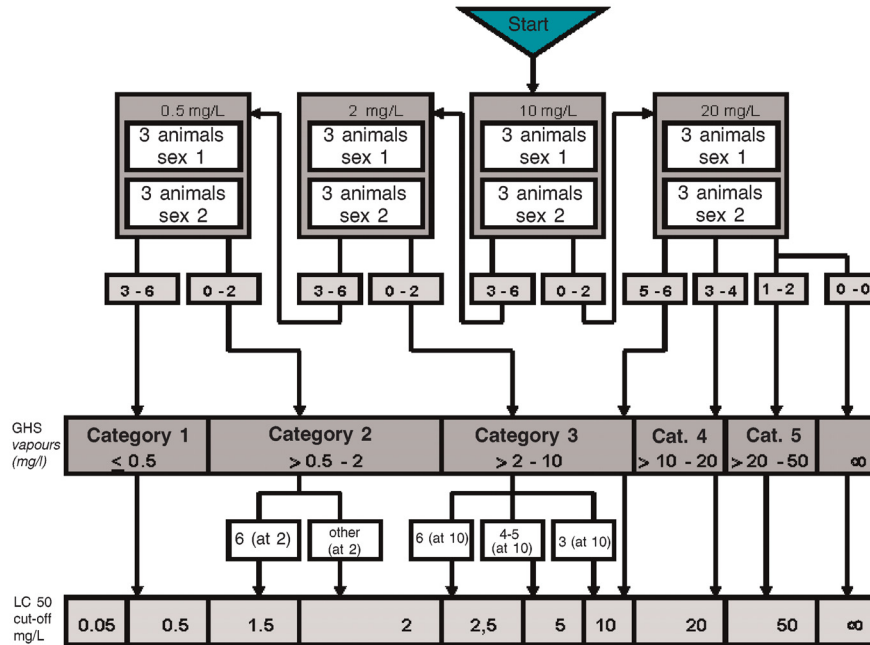 Start
0.5 mg/L
3 animals
sex 1
3 animals
sex 2
2 mg/L
3 animals
sex 1
3 animals
sex 2
10 mg/L
3 animals
sex 1
3 animals
sex 2
20 mg/L
3 animals
sex 1
3 animals
sex 2
3 - 6
0 - 2
3 - 6
0 - 2
3 - 6
0 - 2
5 - 6
3 - 4
1 - 2
0 - 0
GHS
vapours
(mg/l)
Category 1
≤ 0.5
Category 2
> 0.5 - 2
Category 3
> 2 - 10
Cat. 4
> 10 - 20
Cat. 5
> 20 - 50
∞
6 (at 2)
other
(at 2)
6 (at 10)
4-5
(at 10)
3 (at 10)
LC 50
cut-off
mg/L
0.05
0.5
1.5
2
2,5
5
10
20
50
∞